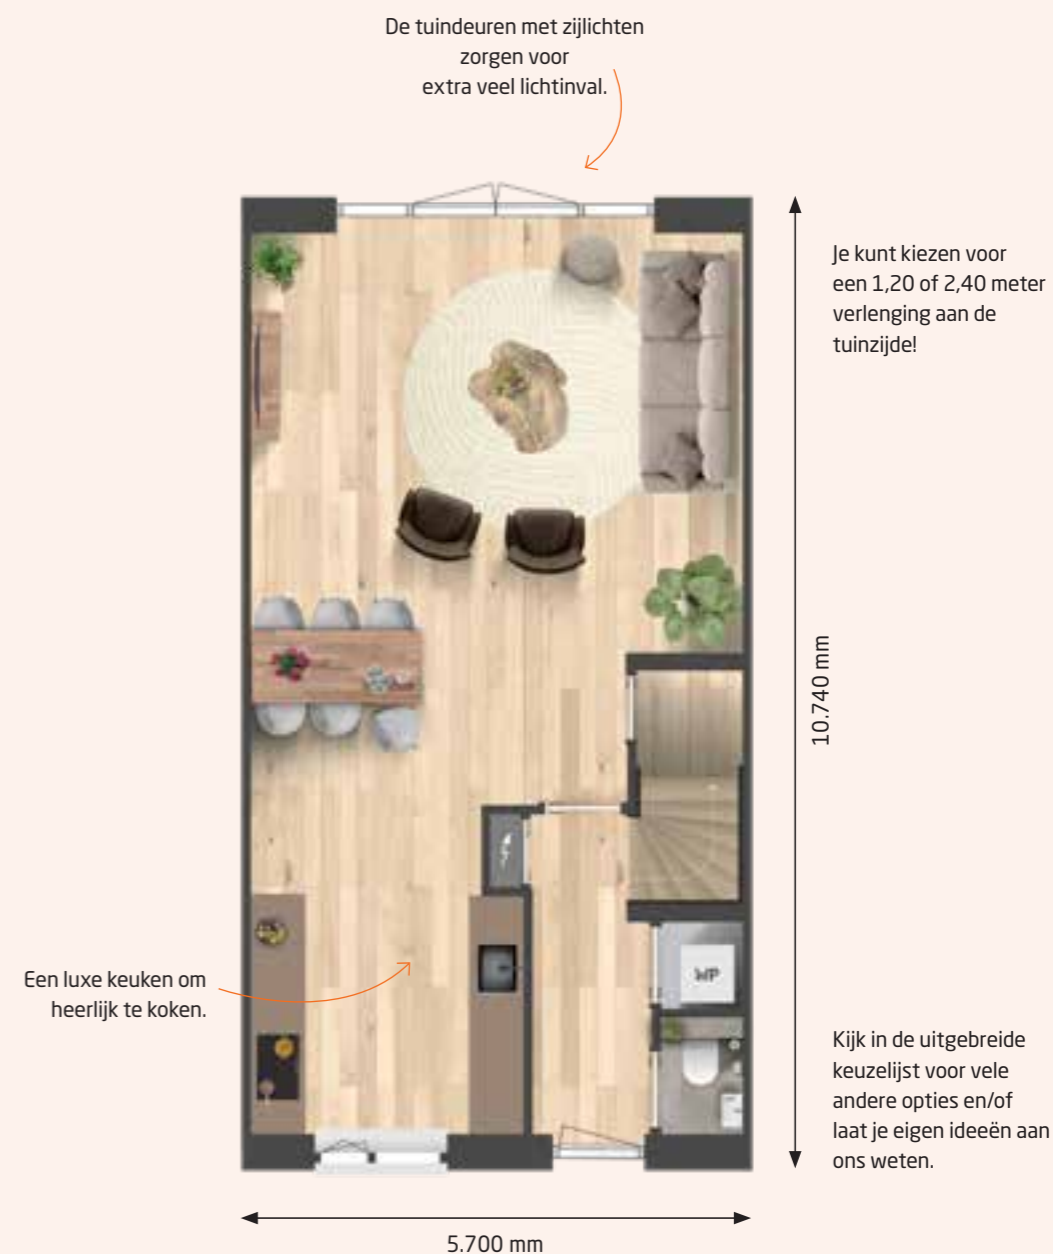 De tuindeuren met zijlichten
zorgen voor
extra veel lichtinval.
Je kunt kiezen voor
een 1,20 of 2,40 meter
verlenging aan de
tuinzijde!
10.740 mm
WP
Een luxe keuken om
heerlijk te koken.
Kijk in de uitgebreide
keuzelijst voor vele
andere opties en/of
laat je eigen ideeën aan
ons weten.
5.700 mm